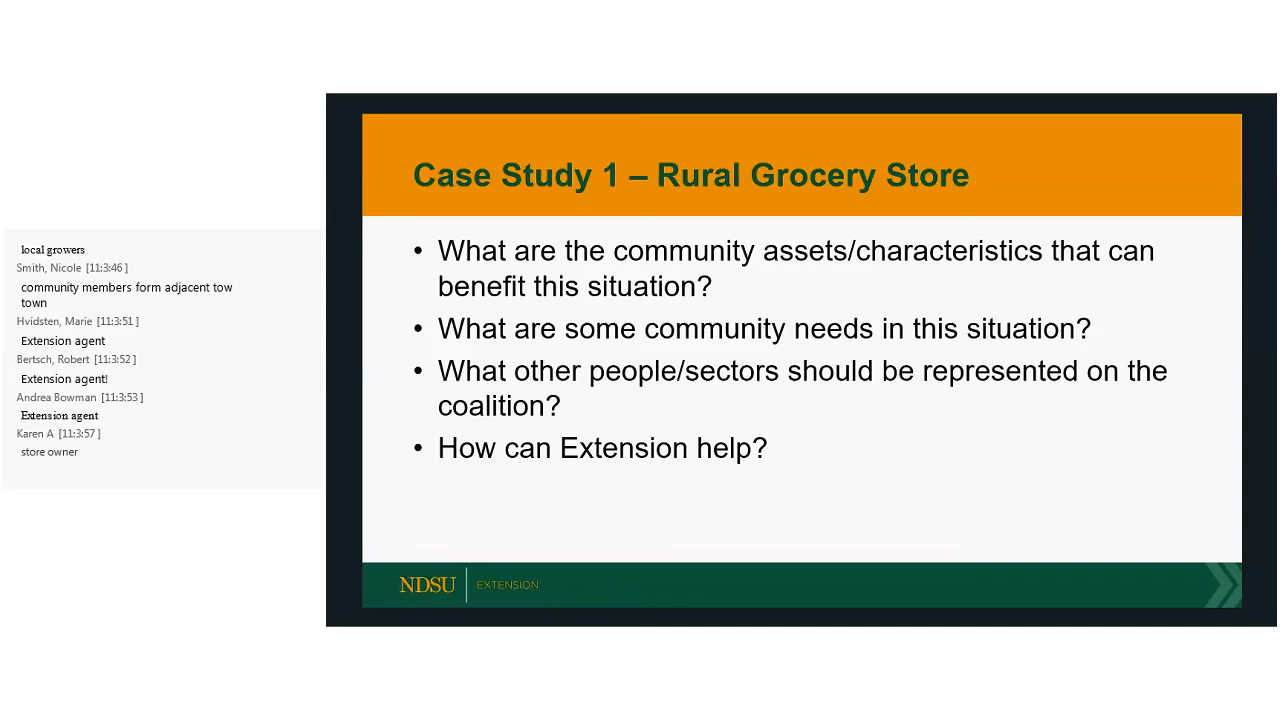 local growers
Smith, Nicole [11:3:46]
community members form adjacent tow
town
Hvidsten, Marie [11:3:51]
Extension agent
Bertsch, Robert [11:3:52]
Extension agent!
Andrea Bowman [11:3:53]
Extension agent
Karen A [11:3:57]
store owner
Case Study 1 – Rural Grocery Store
• What are the community assets/characteristics that can
benefit this situation?
• What are some community needs in this situation?
• What other people/sectors should be represented on the
coalition?
• How can Extension help?
NDSU EXTENSION